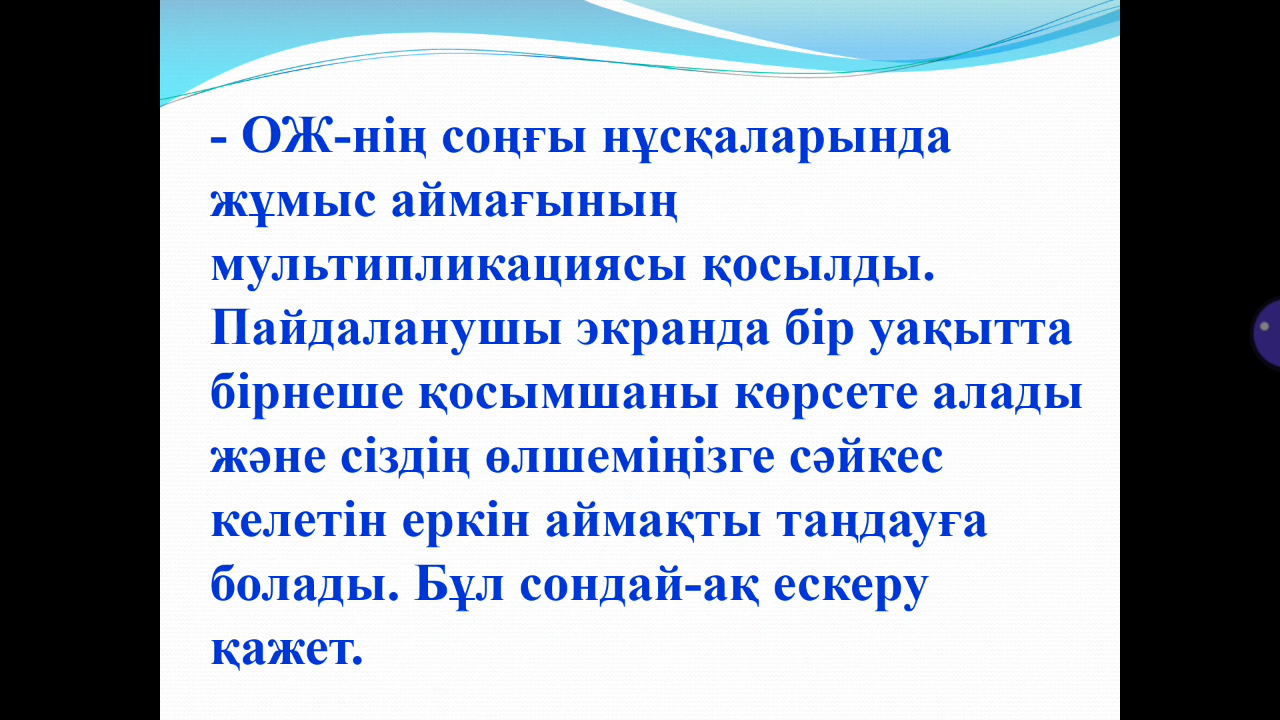 - ОЖ-нің соңғы нұсқаларында
жұмыс аймағының
мультипликациясы қосылды.
Пайдаланушы экранда бір уақытта
бірнеше қосымшаны көрсете алады
және сіздің өлшеміңізге сәйкес
келетін еркін аймақты таңдауға
болады. Бұл сондай-ақ ескеру
қажет.